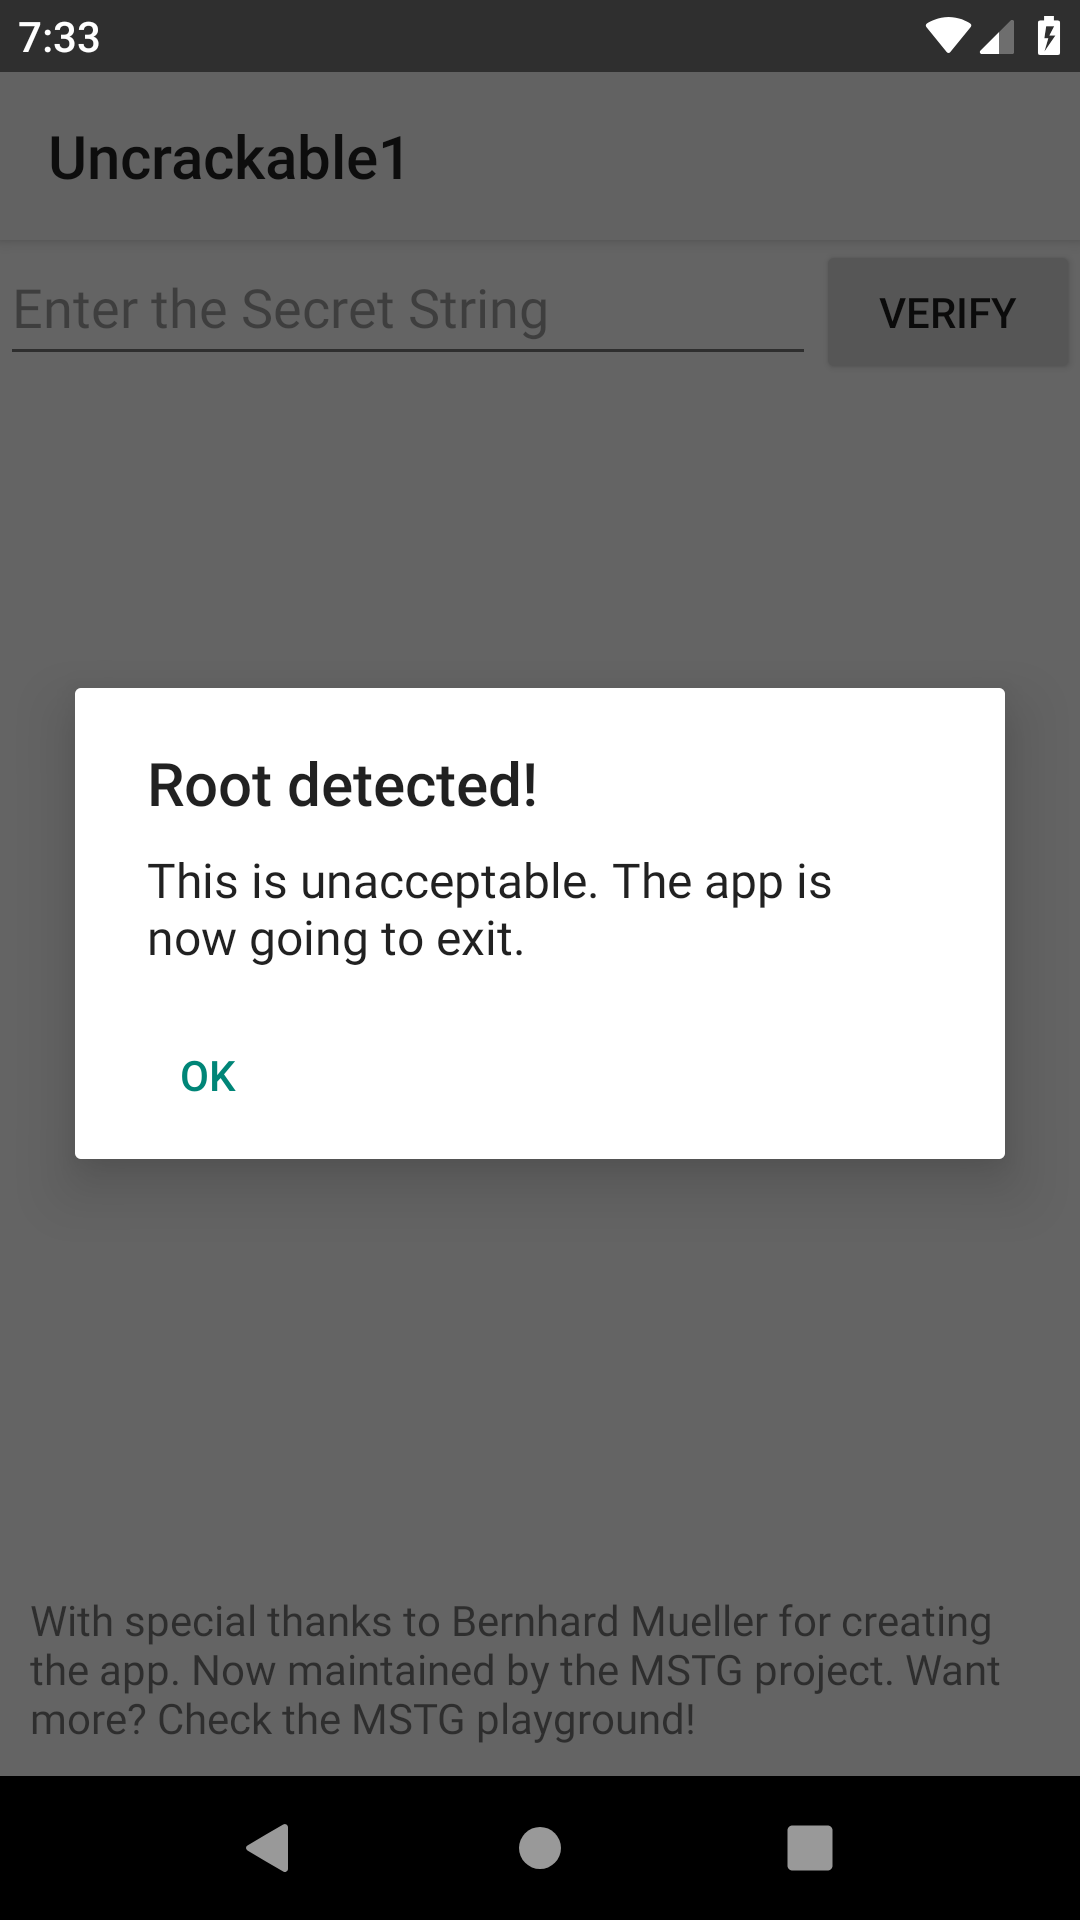 7:33
Uncrackable1
Enter the Secret String
VERIFY
Root detected!
This is unacceptable. The app is
now going to exit.
OK
With special thanks to Bernhard Mueller for creating
the app. Now maintained by the MSTG project. Want
more? Check the MSTG playground!